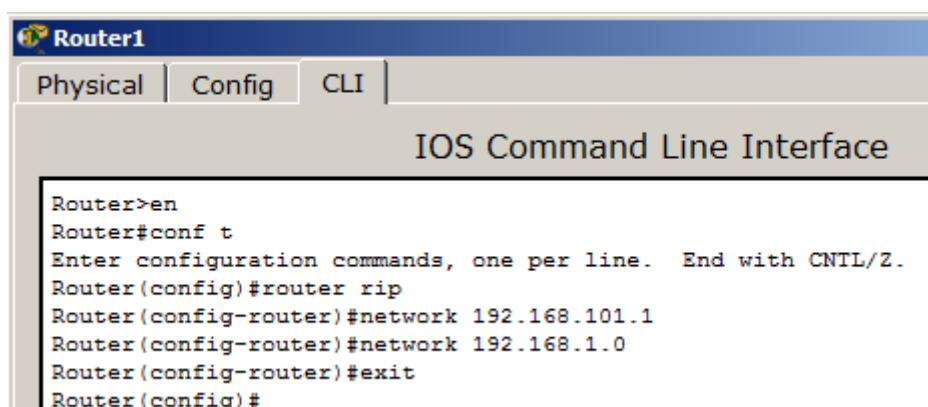 Router1
Physical Config CLI
IOS Command Line Interface
Router>en
Router#conf t
Enter configuration commands, one per line.  End with CNTL/Z.
Router(config)#router rip
Router(config-router)#network 192.168.101.1
Router(config-router)#network 192.168.1.0
Router(config-router)#exit
Router(config)#